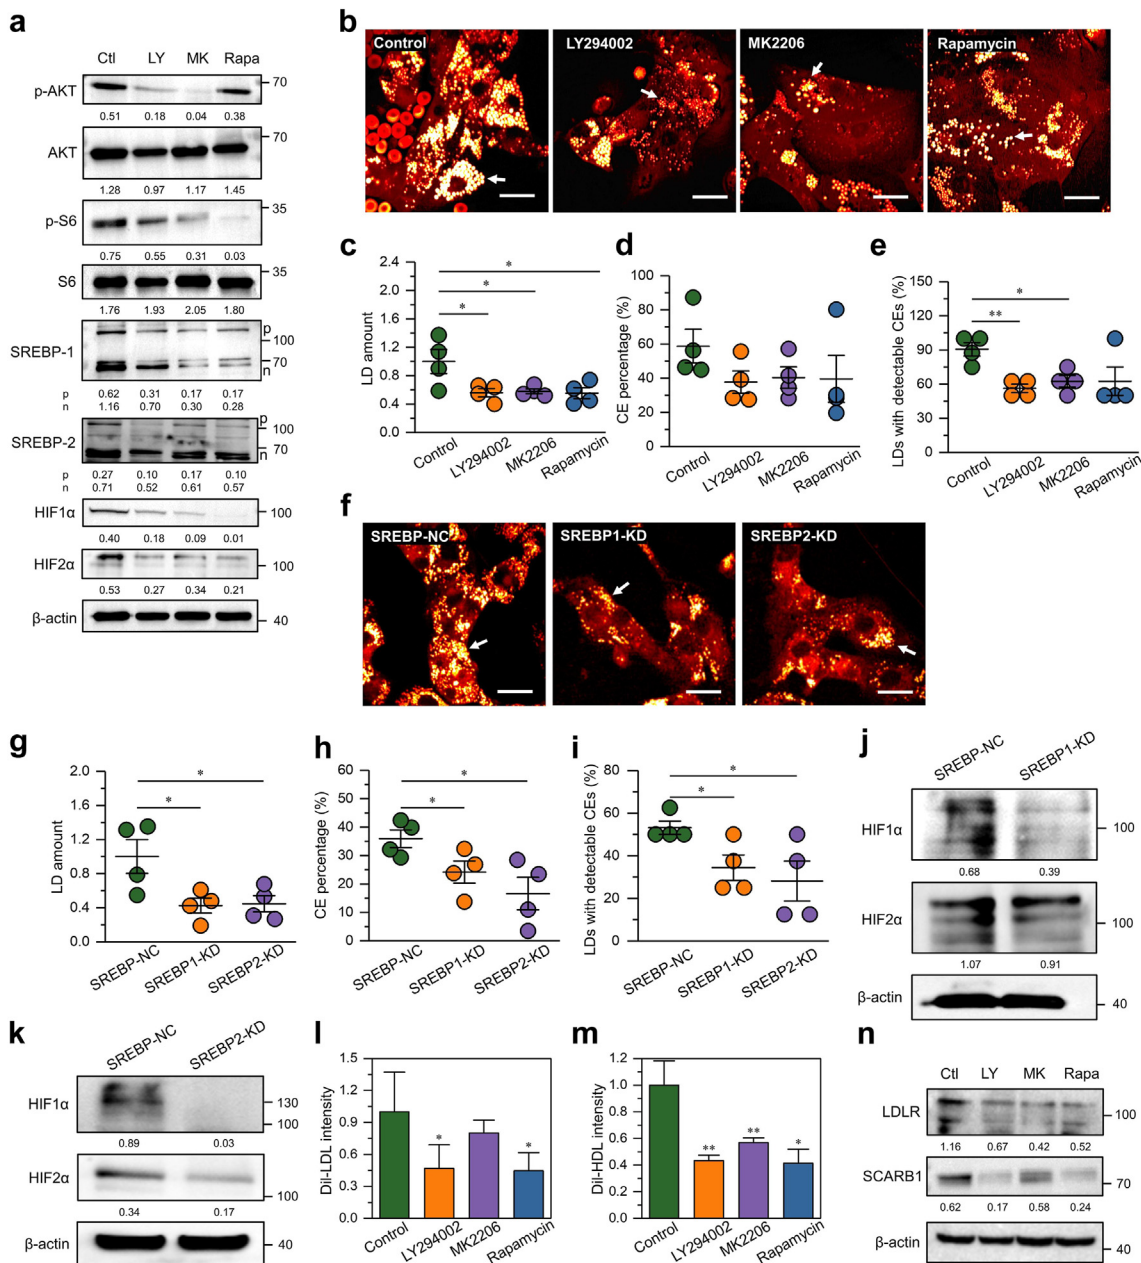 a
Ctl LY MK Rapa
p-AKT
70
0.51 0.18 0.04 0.38
AKT
70
1.28 0.97 1.17 1.45
p-S6
35
0.75 0.55 0.31 0.03
S6
35
1.76 1.93 2.05 1.80
SREBP-1
p
100
70
n
p 0.62 0.31 0.17 0.17
n 1.16 0.70 0.30 0.28
SREBP-2
p
100
70
n
p 0.27 0.10 0.17 0.10
n 0.71 0.52 0.61 0.57
HIF1α
100
0.40 0.18 0.09 0.01
HIF2α
100
0.53 0.27 0.34 0.21
β-actin
40
b
Control
LY294002
MK2206
Rapamycin
c
LD amount
2.4
2.0
1.6
1.2
0.8
0.4
0.0
*
*
*
Control
LY294002
MK2206
Rapamycin
d
CE percentage (%)
100
80
60
40
20
0
Control
LY294002
MK2206
Rapamycin
e
LDs with detectable CEs (%)
150
120
90
60
30
0
*
**
Control
LY294002
MK2206
Rapamycin
f
SREBP-NC
SREBP1-KD
SREBP2-KD
g
LD amount
2.0
1.6
1.2
0.8
0.4
0.0
*
*
SREBP-NC
SREBP1-KD
SREBP2-KD
h
CE percentage (%)
60
50
40
30
20
10
0
*
*
SREBP-NC
SREBP1-KD
SREBP2-KD
i
LDs with detectable CEs (%)
80
60
40
20
0
*
*
SREBP-NC
SREBP1-KD
SREBP2-KD
j
SREBP-NC
SREBP1-KD
HIF1α
100
0.68 0.39
HIF2α
100
1.07 0.91
β-actin
40
k
SREBP-NC
SREBP2-KD
HIF1α
130
100
0.89 0.03
HIF2α
100
0.34 0.17
β-actin
40
l
Dil-LDL intensity
1.5
1.2
0.9
0.6
0.3
0.0
*
*
Control
LY294002
MK2206
Rapamycin
m
Dil-HDL intensity
1.2
1.0
0.8
0.6
0.4
0.2
0.0
**
**
*
Control
LY294002
MK2206
Rapamycin
n
Ctl LY MK Rapa
LDLR
100
1.16 0.67 0.42 0.52
SCARB1
70
0.62 0.17 0.58 0.24
β-actin
40